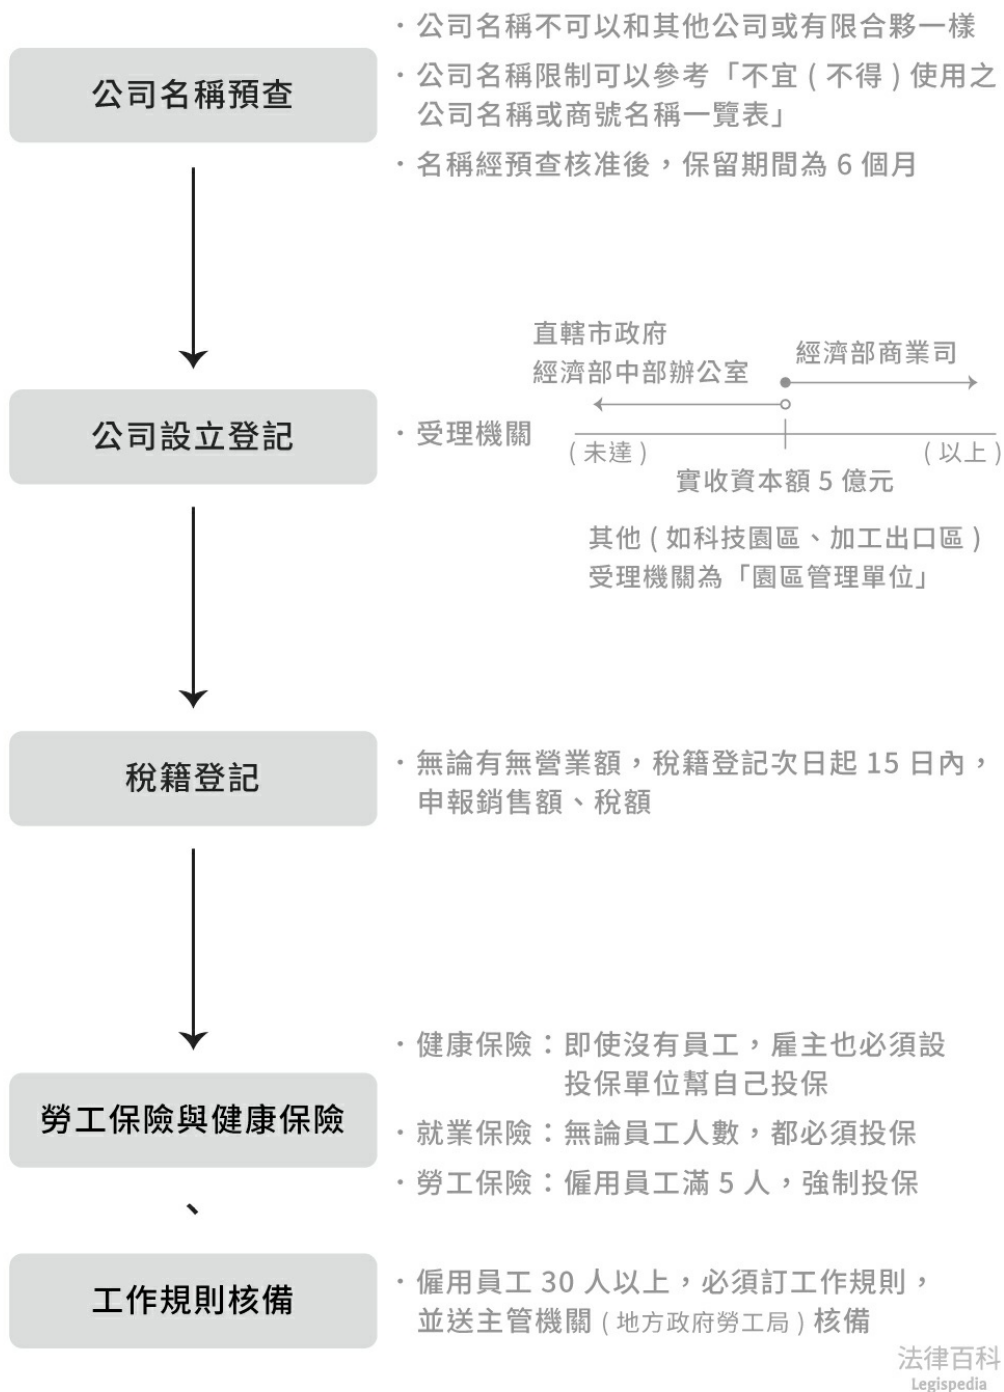 ・公司名稱不可以和其他公司或有限合夥一樣
公司名稱預查
・公司名稱限制可以參考「不宜 ( 不得 ) 使用之
公司名稱或商號名稱一覽表」
・名稱經預查核准後，保留期間為 6 個月
直轄市政府
經濟部中部辦公室
經濟部商業司
公司設立登記
・受理機關
( 未達 )
( 以上 )
實收資本額 5 億元
其他 ( 如科技園區、加工出口區 )
受理機關為「園區管理單位」
稅籍登記
・無論有無營業額，稅籍登記次日起 15 日內，
申報銷售額、稅額
勞工保險與健康保險
・健康保險：即使沒有員工，雇主也必須設
投保單位幫自己投保
・就業保險：無論員工人數，都必須投保
・勞工保險：僱用員工滿 5 人，強制投保
、
工作規則核備
・僱用員工 30 人以上，必須訂工作規則，
並送主管機關 ( 地方政府勞工局 ) 核備
法律百科
Legispedia